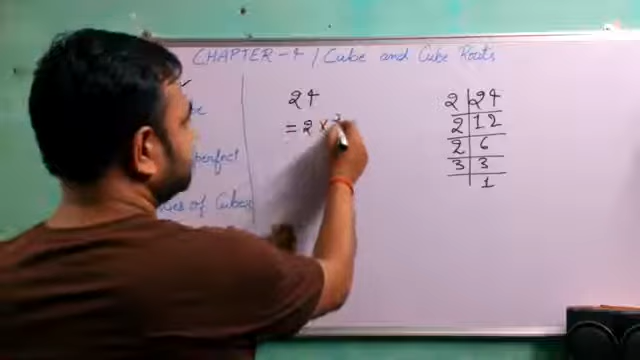 CHAPTER-4 / Cube and Cube Roots
be
perfect
of Cubes
24
= 2 × 2
2 | 24
2 | 12
2 | 6
3 | 3
1